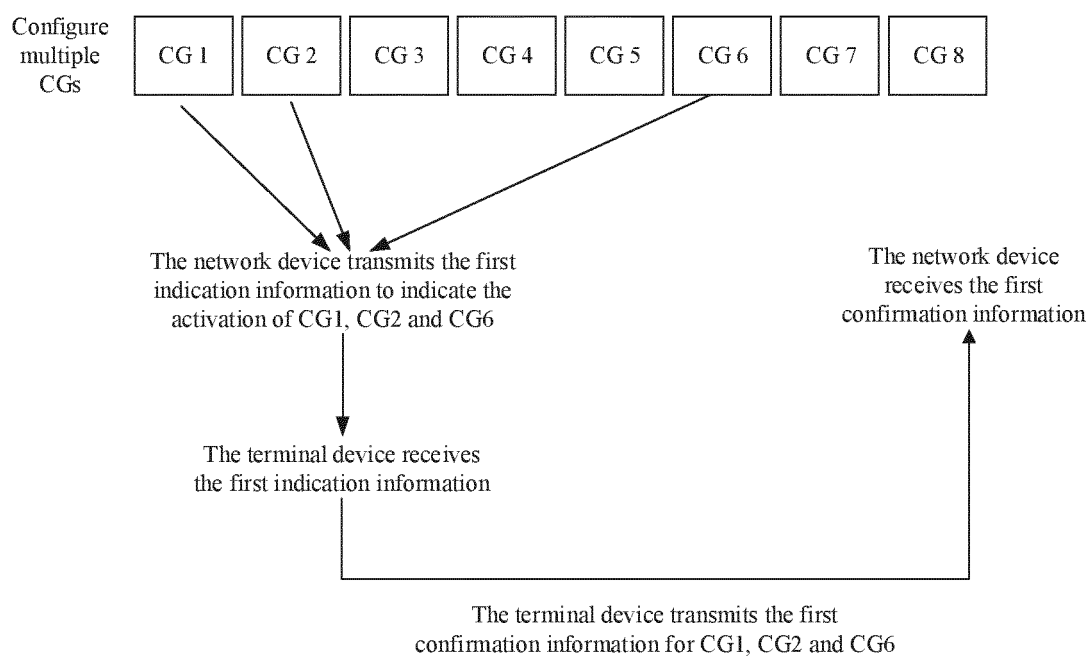 Configure
multiple
CGs
CG 1
CG 2
CG 3
CG 4
CG 5
CG 6
CG 7
CG 8
The network device transmits the first
indication information to indicate the
activation of CG1, CG2 and CG6
The network device
receives the first
confirmation information
The terminal device receives
the first indication information
The terminal device transmits the first
confirmation information for CG1, CG2 and CG6